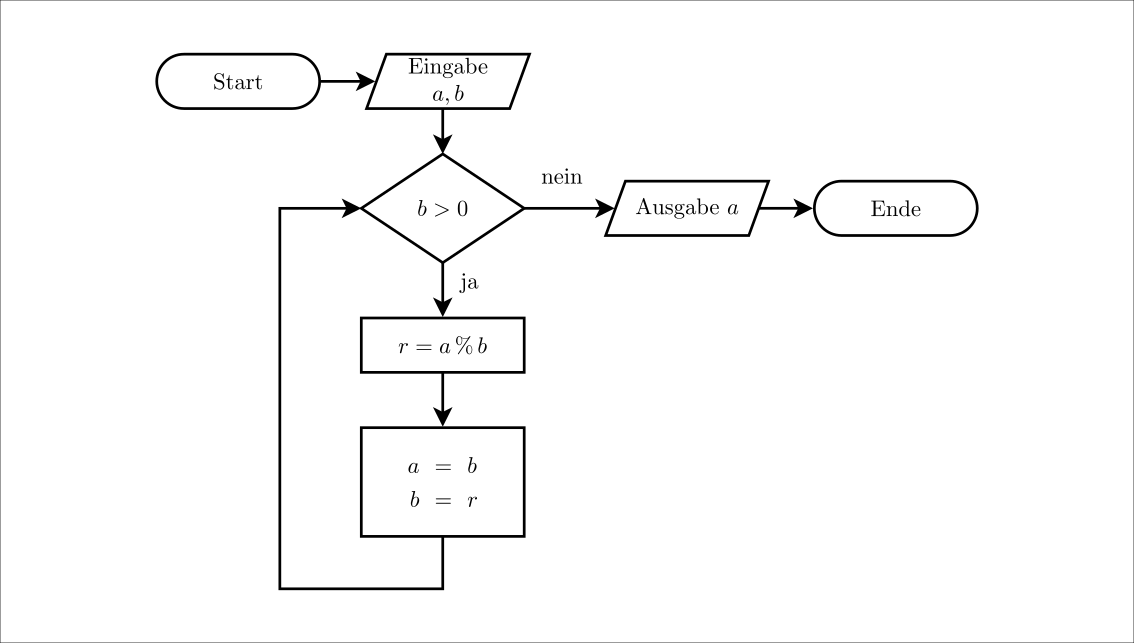 Start
Eingabe
a, b
b > 0
nein
Ausgabe a
Ende
ja
r = a % b
a = b
b = r